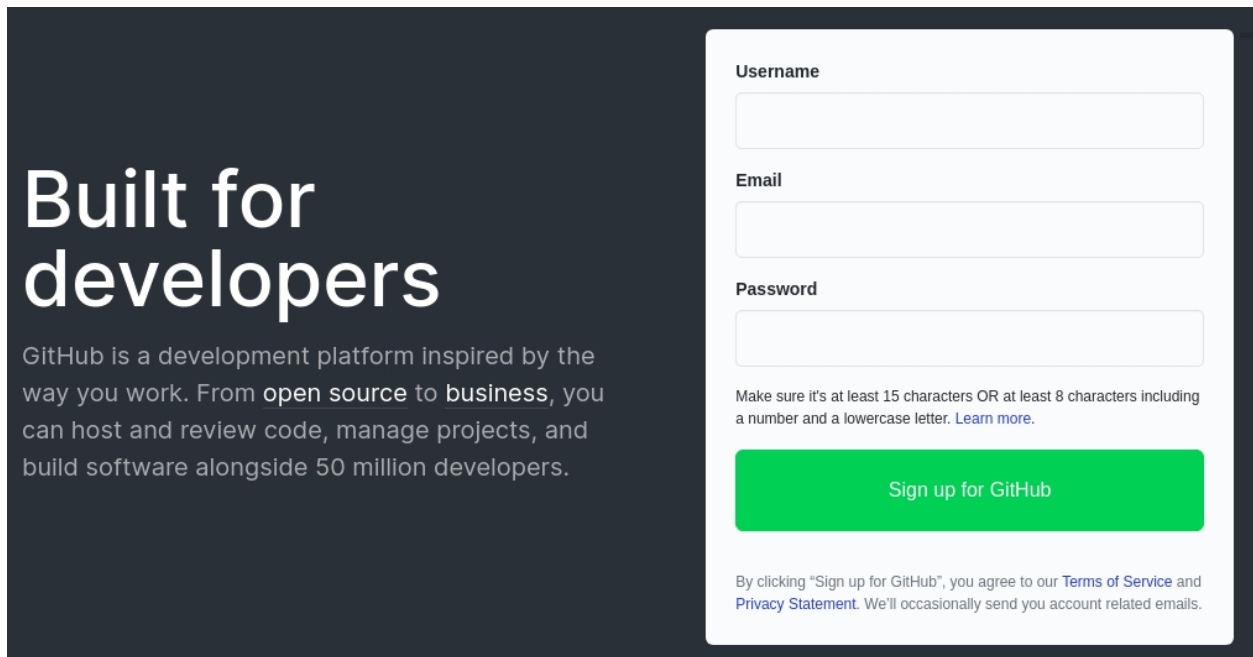 Built for
developers
GitHub is a development platform inspired by the
way you work. From open source to business, you
can host and review code, manage projects, and
build software alongside 50 million developers.
Username
Email
Password
Make sure it's at least 15 characters OR at least 8 characters including
a number and a lowercase letter. Learn more.
Sign up for GitHub
By clicking “Sign up for GitHub”, you agree to our Terms of Service and
Privacy Statement. We’ll occasionally send you account related emails.